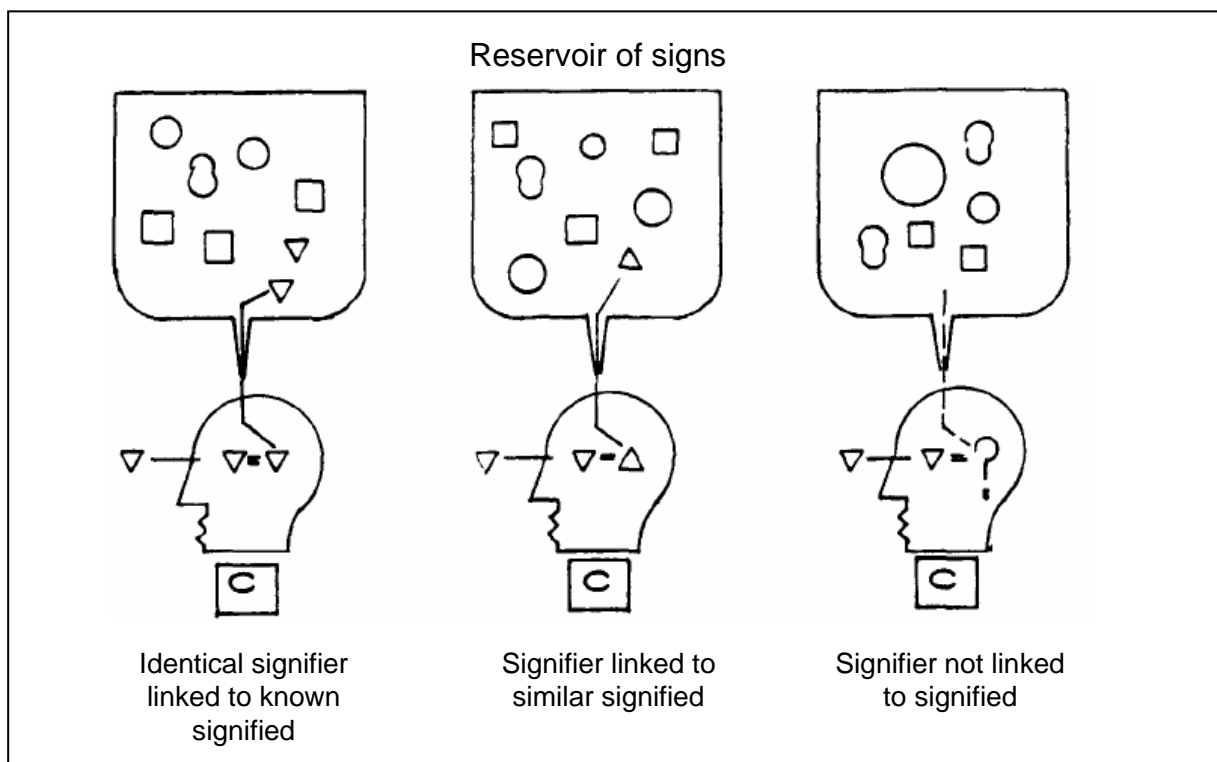 Reservoir of signs
?
C
C
C
Identical signifier
linked to known
signified
Signifier linked to
similar signified
Signifier not linked
to signified